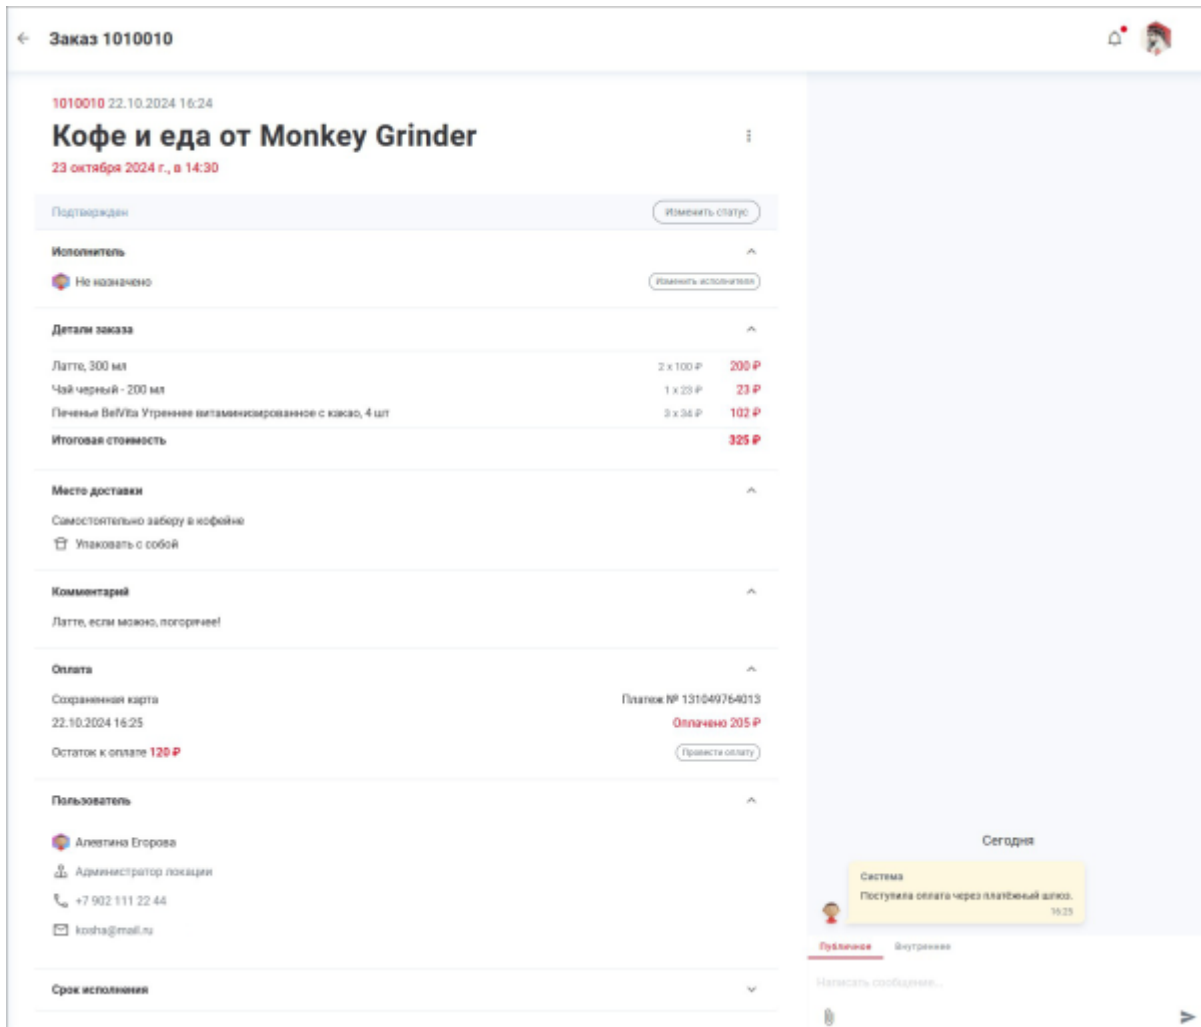 Заказ 1010010
1010010 22.10.2024 16:24
Кофе и еда от Monkey Grinder
23 октября 2024 г., в 14:30
Подтвержден
Изменить статус
Исполнитель
Не назначено
Изменить исполнителя
Детали заказа
Латте, 300 мл 2 x 100 ₽ 200 ₽
Чай черный - 200 мл 1 x 23 ₽ 23 ₽
Печенье BelVita Утреннее витаминизированное с какао, 4 шт 3 x 34 ₽ 102 ₽
Итоговая стоимость 325 ₽
Место доставки
Самостоятельно заберу в кофейне
Упаковать с собой
Комментарий
Латте, если можно, погорячее!
Оплата
Сохраненная карта Платеж № 131049764013
22.10.2024 16:25 Оплачено 205 ₽
Остаток к оплате 120 ₽ Провести оплату
Пользователь
Алевтина Егорова
Администратор локации
+7 902 111 22 44
kosha@mail.ru
Срок исполнения
Сегодня
Система
Поступила оплата через платёжный шлюз.
16:25
Публичное Внутреннее
Написать сообщение...